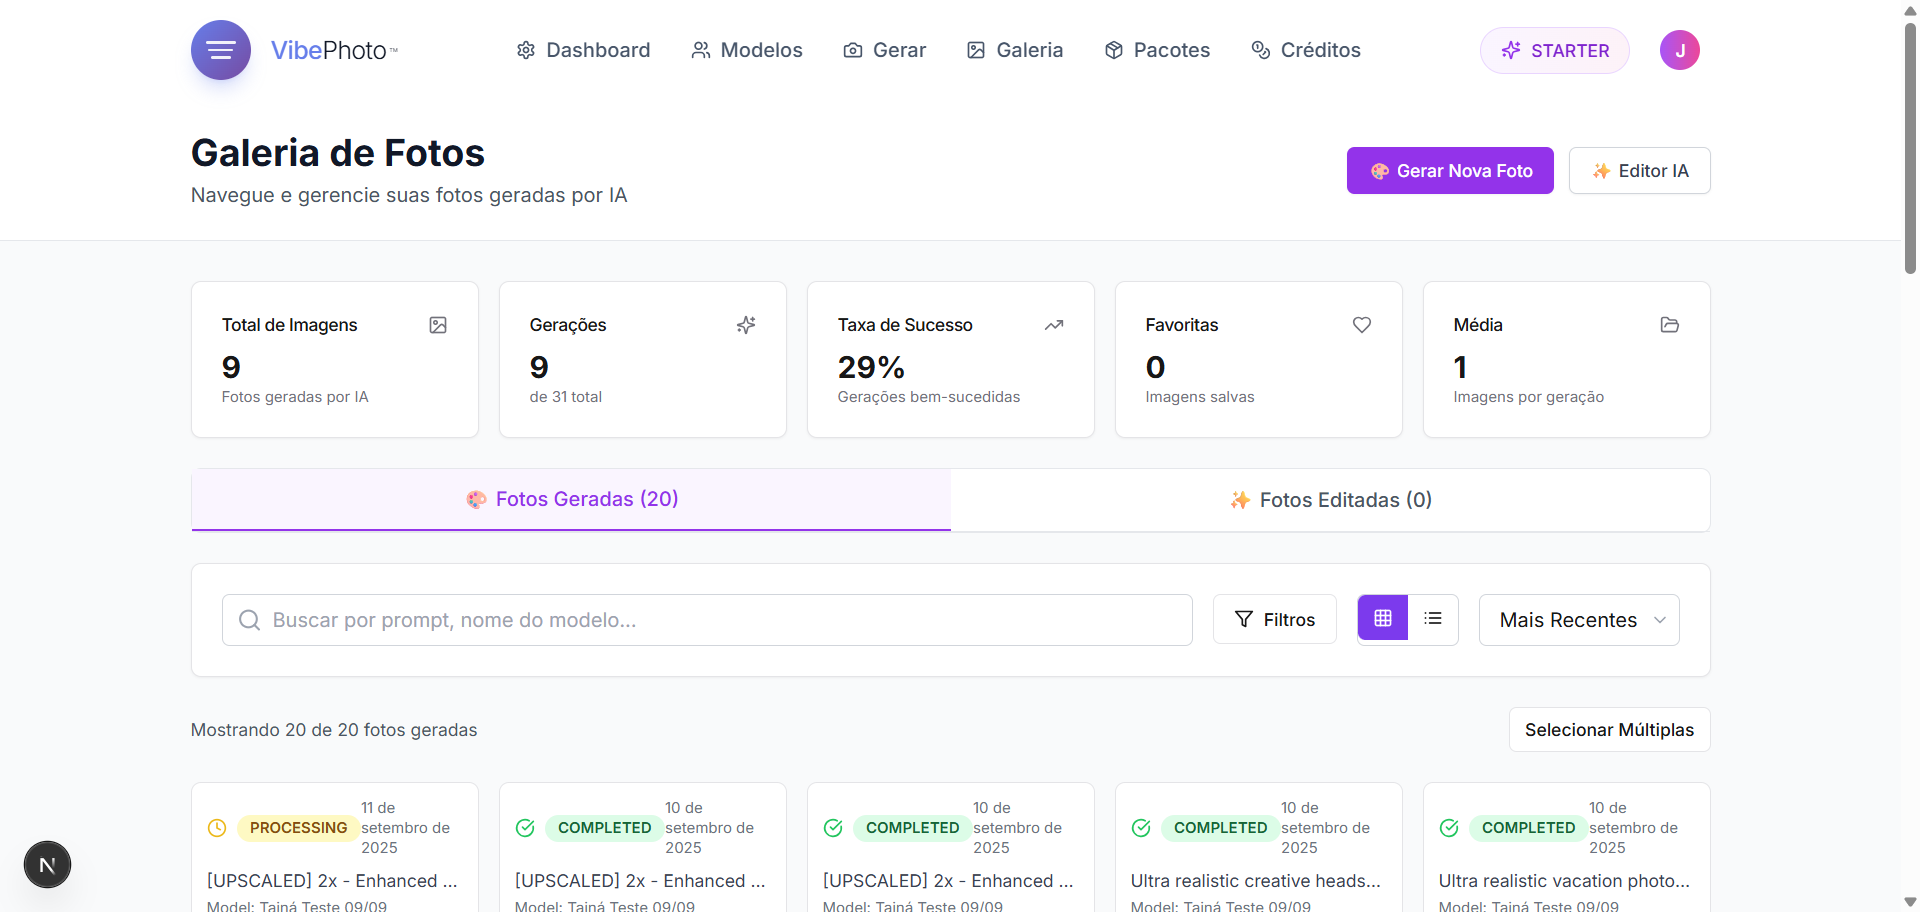 VibePhoto™
Dashboard
Modelos
Gerar
Galeria
Pacotes
Créditos
STARTER
J
Galeria de Fotos
Navegue e gerencie suas fotos geradas por IA
Gerar Nova Foto
Editor IA
Total de Imagens
9
Fotos geradas por IA
Gerações
9
de 31 total
Taxa de Sucesso
29%
Gerações bem-sucedidas
Favoritas
0
Imagens salvas
Média
1
Imagens por geração
Fotos Geradas (20)
Fotos Editadas (0)
Buscar por prompt, nome do modelo...
Filtros
Mais Recentes
Mostrando 20 de 20 fotos geradas
Selecionar Múltiplas
PROCESSING
11 de
setembro de
2025
[UPSCALED] 2x - Enhanced ...
Model: Tainá Teste 09/09
COMPLETED
10 de
setembro de
2025
[UPSCALED] 2x - Enhanced ...
Model: Tainá Teste 09/09
COMPLETED
10 de
setembro de
2025
[UPSCALED] 2x - Enhanced ...
Model: Tainá Teste 09/09
COMPLETED
10 de
setembro de
2025
Ultra realistic creative heads...
Model: Tainá Teste 09/09
COMPLETED
10 de
setembro de
2025
Ultra realistic vacation photo...
Model: Tainá Teste 09/09
N